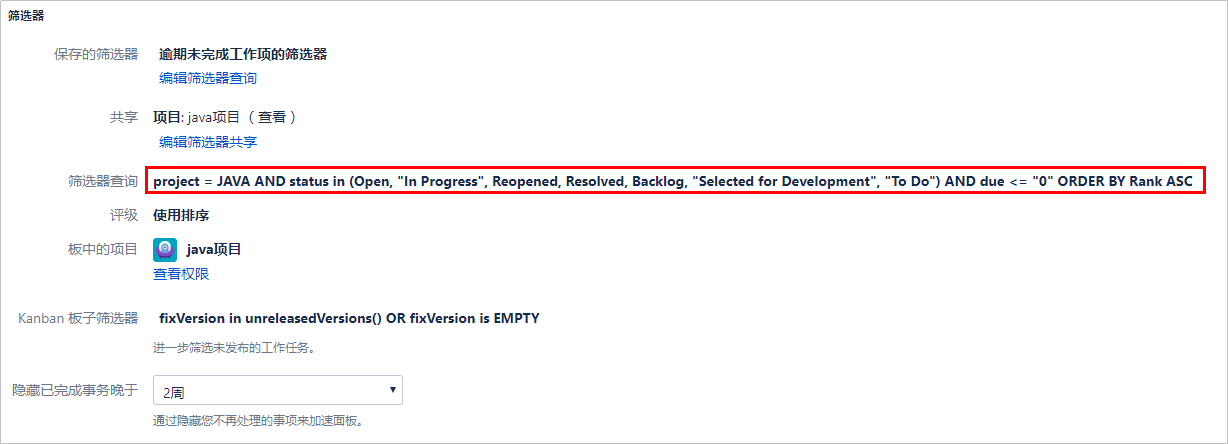 筛选器
保存的筛选器 逾期未完成工作项的筛选器
编辑筛选器查询
共享 项目: java项目 （ 查看 ）
编辑筛选器共享
筛选器查询 project = JAVA AND status in (Open, "In Progress", Reopened, Resolved, Backlog, "Selected for Development", "To Do") AND due <= "0" ORDER BY Rank ASC
评级 使用排序
板中的项目 java项目
查看权限
Kanban 板子筛选器 fixVersion in unreleasedVersions() OR fixVersion is EMPTY
进一步筛选未发布的工作任务。
隐藏已完成事务晚于 2周
通过隐藏您不再处理的事项来加速面板。